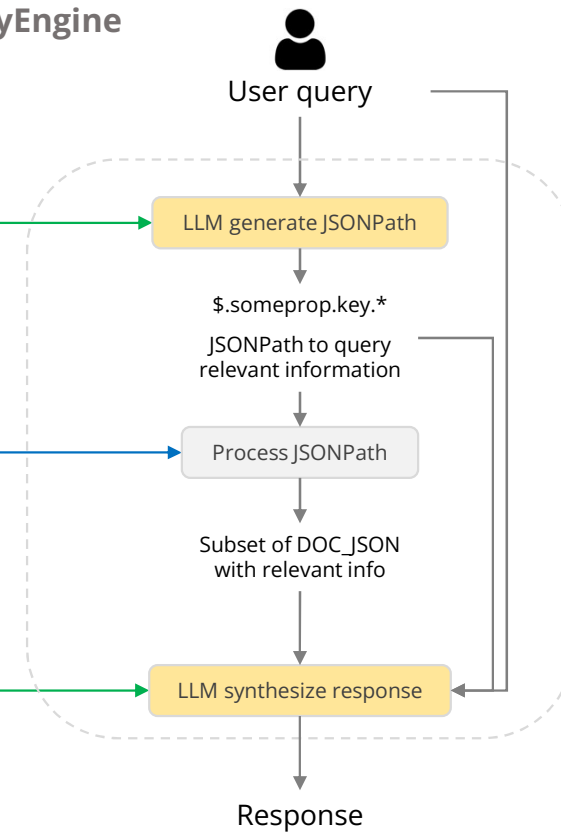 yEngine
User query
LLM generate JSONPath
$.someprop.key.*
JSONPath to query
relevant information
Process JSONPath
Subset of DOC_JSON
with relevant info
LLM synthesize response
Response